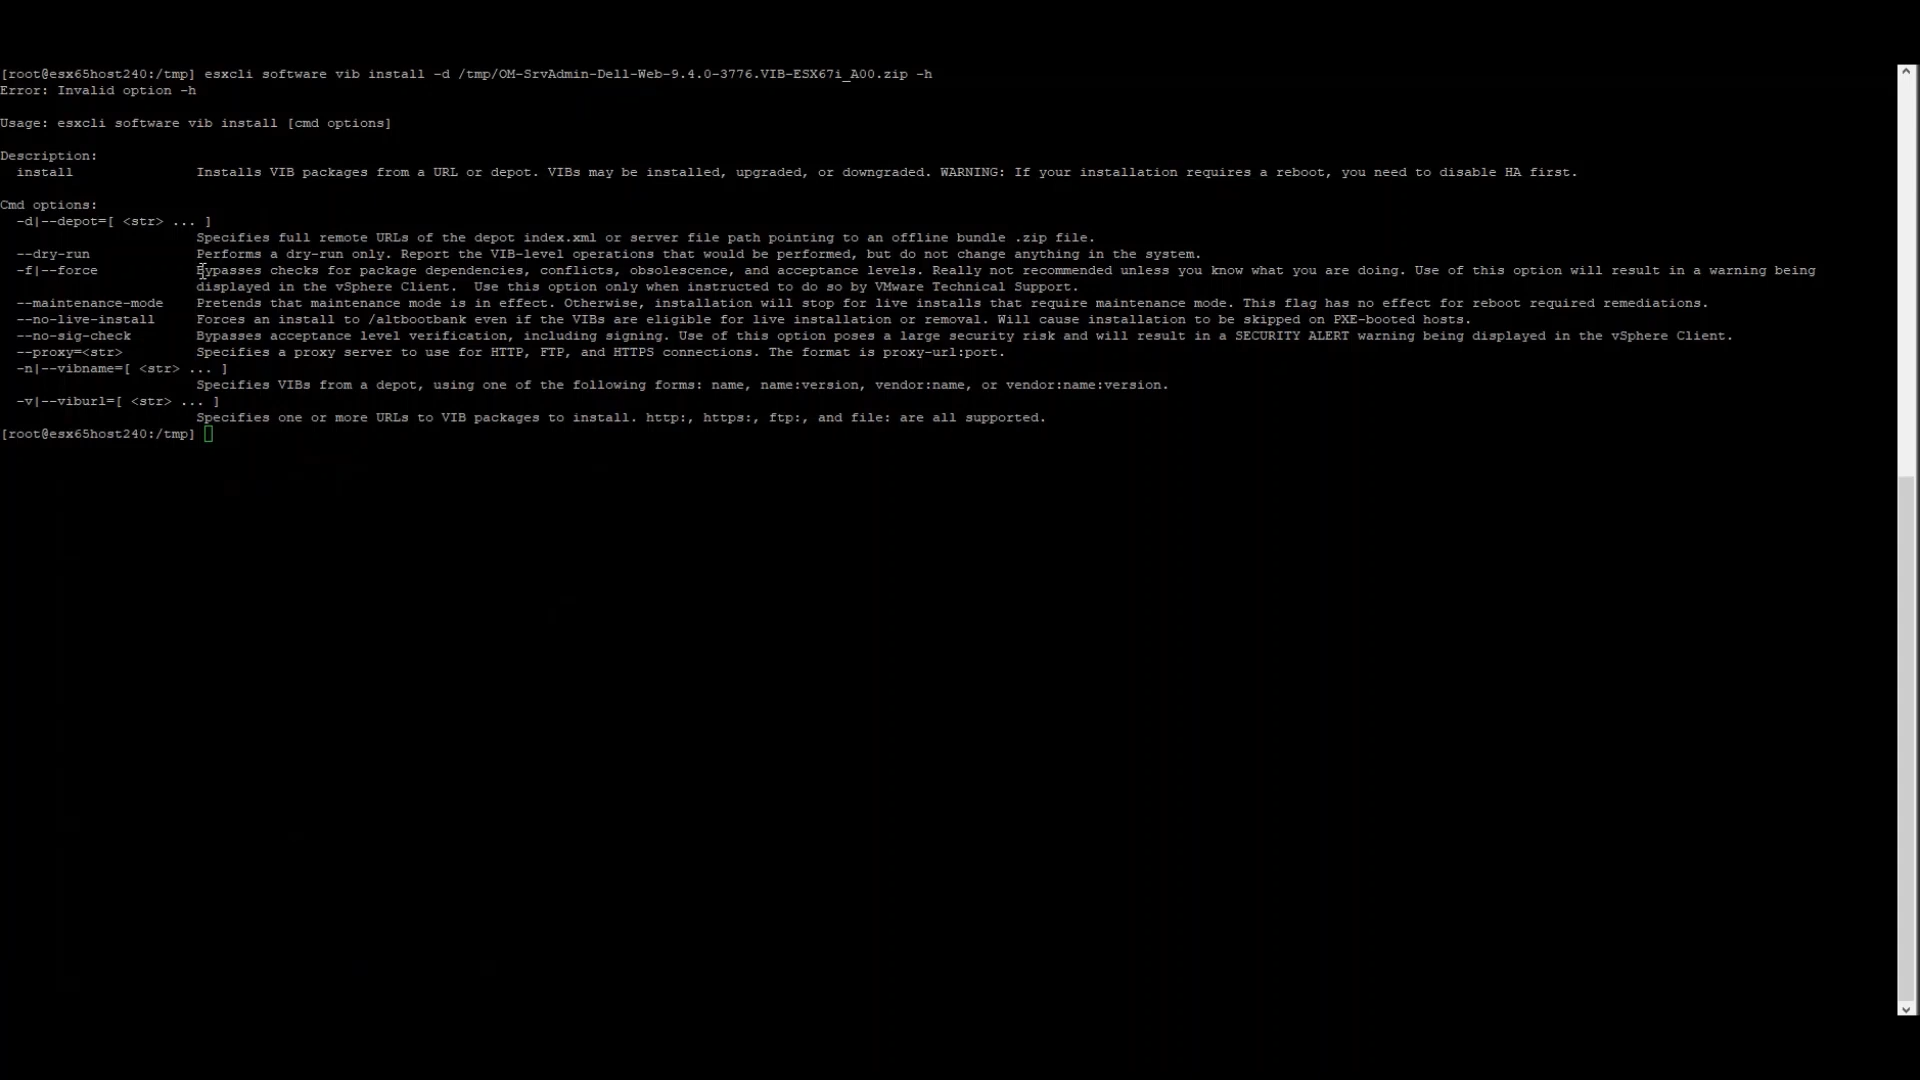 [root@esx65host240:/tmp] esxcli software vib install -d /tmp/OM-SrvAdmin-Dell-Web-9.4.0-3776.VIB-ESX67i_A00.zip -h
Error: Invalid option -h
Usage: esxcli software vib install [cmd options]
Description:
install Installs VIB packages from a URL or depot. VIBs may be installed, upgraded, or downgraded. WARNING: If your installation requires a reboot, you need to disable HA first.
Cmd options:
-d|--depot=[ <str> ... ]
Specifies full remote URLs of the depot index.xml or server file path pointing to an offline bundle .zip file.
--dry-run Performs a dry-run only. Report the VIB-level operations that would be performed, but do not change anything in the system.
-f|--force Bypasses checks for package dependencies, conflicts, obsolescence, and acceptance levels. Really not recommended unless you know what you are doing. Use of this option will result in a warning being
displayed in the vSphere Client.  Use this option only when instructed to do so by VMware Technical Support.
--maintenance-mode Pretends that maintenance mode is in effect. Otherwise, installation will stop for live installs that require maintenance mode. This flag has no effect for reboot required remediations.
--no-live-install Forces an install to /altbootbank even if the VIBs are eligible for live installation or removal. Will cause installation to be skipped on PXE-booted hosts.
--no-sig-check Bypasses acceptance level verification, including signing. Use of this option poses a large security risk and will result in a SECURITY ALERT warning being displayed in the vSphere Client.
--proxy=<str> Specifies a proxy server to use for HTTP, FTP, and HTTPS connections. The format is proxy-url:port.
-n|--vibname=[ <str> ... ]
Specifies VIBs from a depot, using one of the following forms: name, name:version, vendor:name, or vendor:name:version.
-v|--viburl=[ <str> ... ]
Specifies one or more URLs to VIB packages to install. http:, https:, ftp:, and file: are all supported.
[root@esx65host240:/tmp]